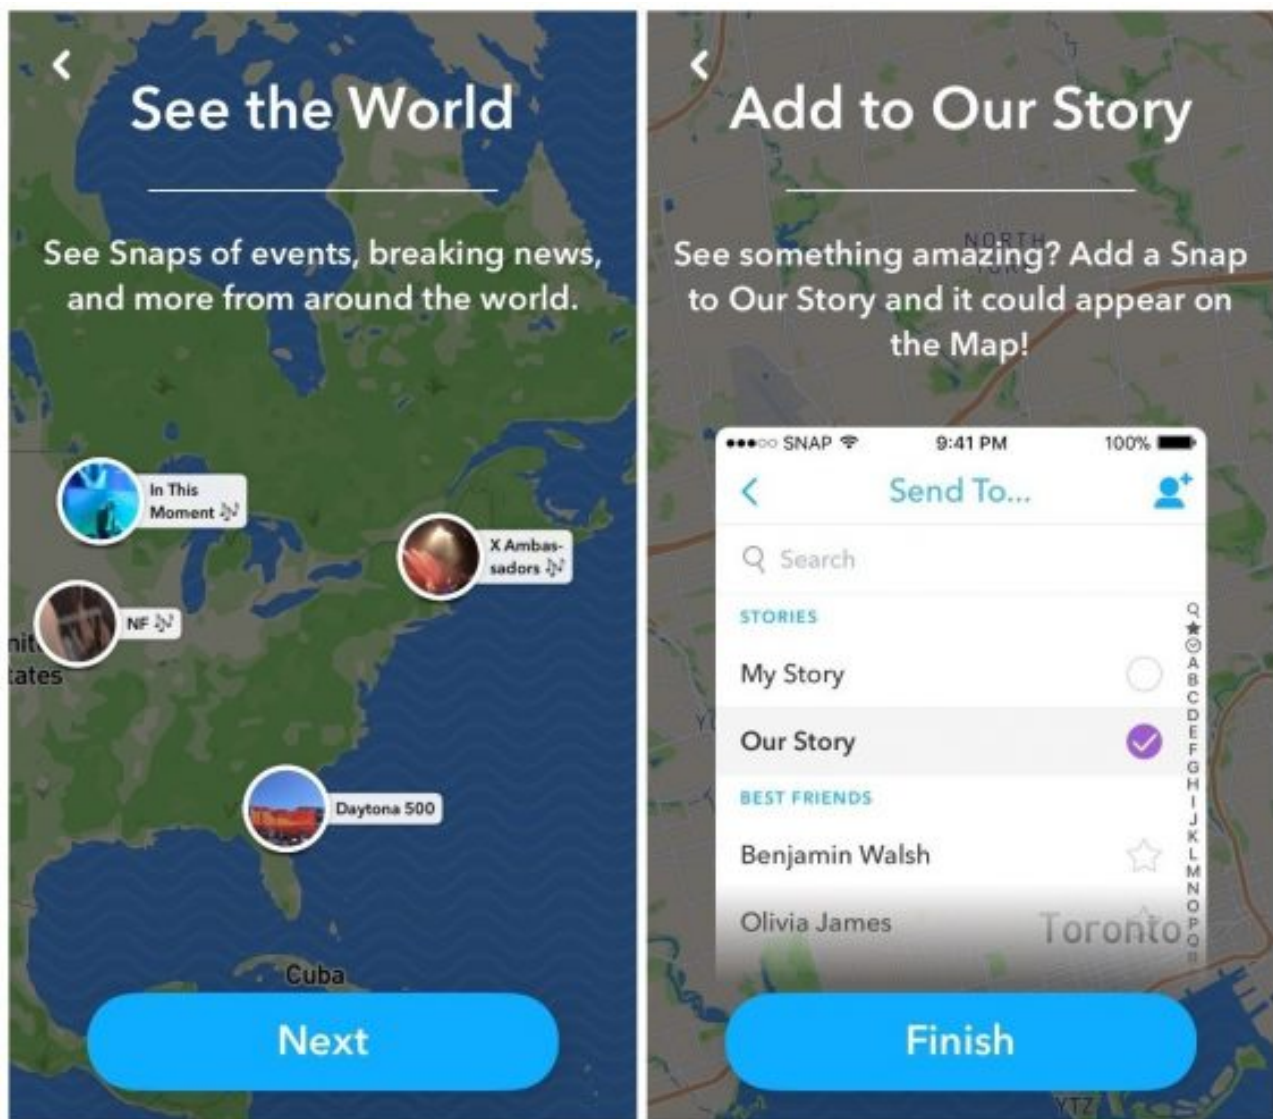 See the World
See Snaps of events, breaking news,
and more from around the world.
In This
Moment
X Ambas-
sadors
NF
tates
Daytona 500
Cuba
Next
Add to Our Story
NORTH
See something amazing? Add a Snap
to Our Story and it could appear on
the Map!
SNAP 9:41 PM 100%
Send To...
Search
STORIES
My Story
Our Story
BEST FRIENDS
Benjamin Walsh
Olivia James
A
B
C
D
E
F
G
H
I
J
K
L
M
N
O
P
Q
Toronto
Finish
YTZ